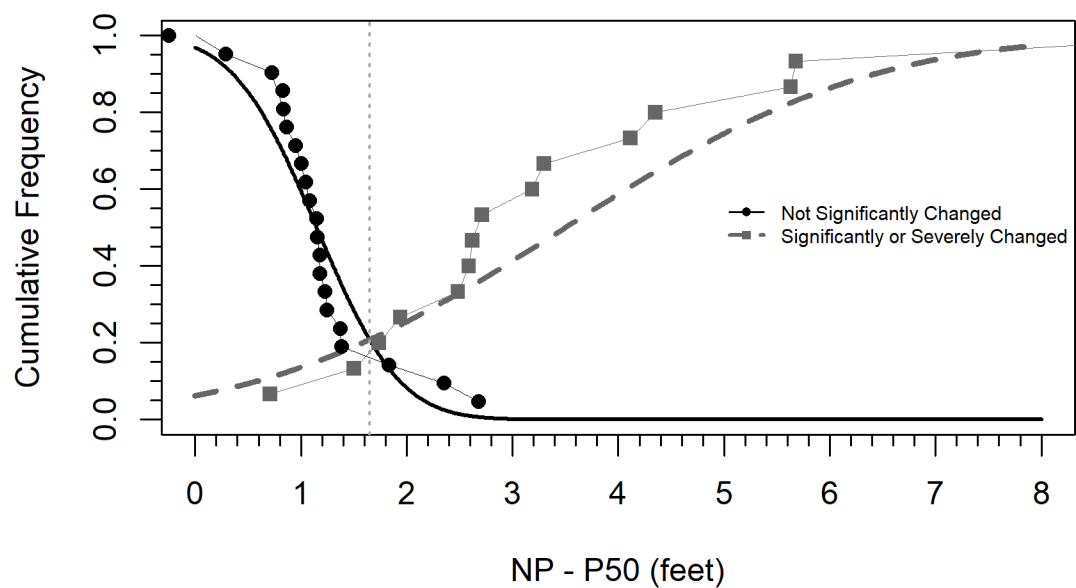 Cumulative Frequency
1.0
0.8
0.6
0.4
0.2
0.0
Not Significantly Changed
Significantly or Severely Changed
0 1 2 3 4 5 6 7 8
NP - P50 (feet)